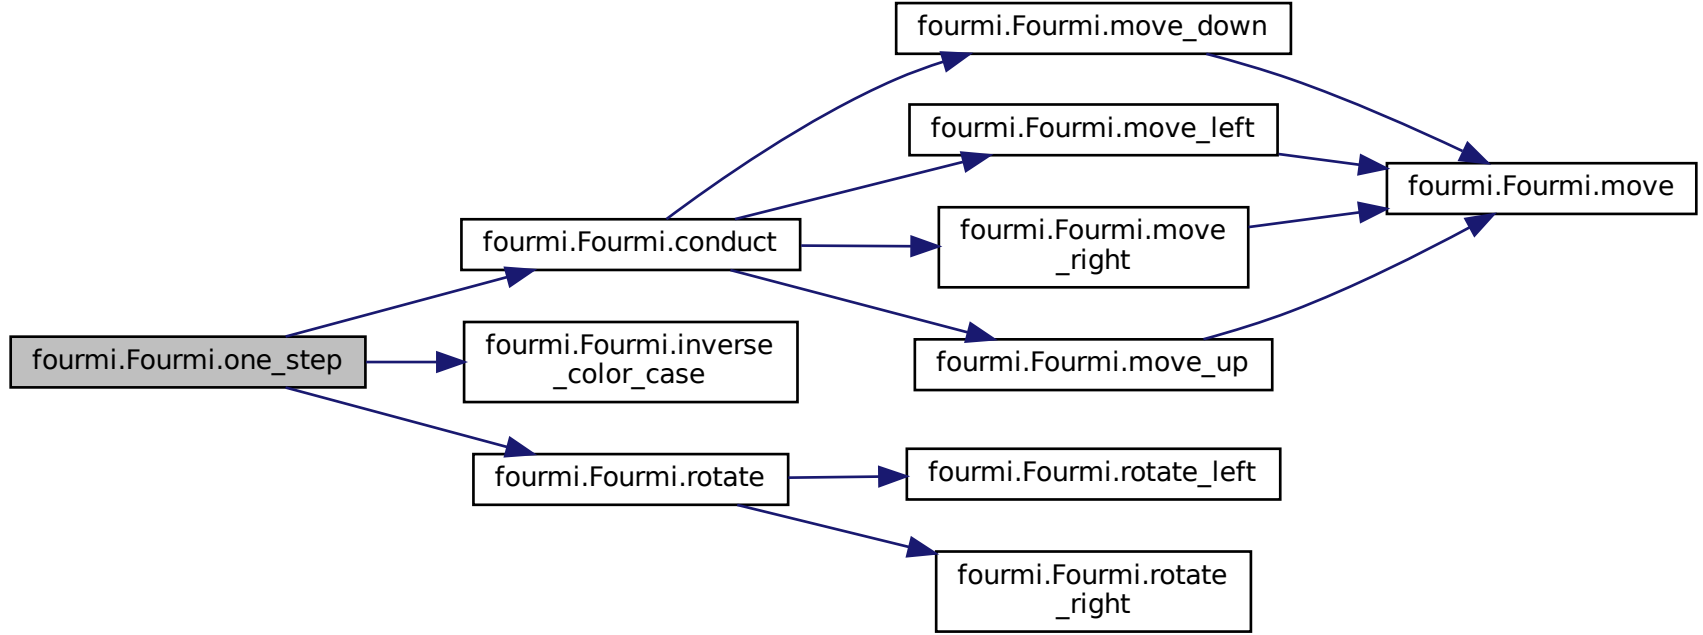 fourmi.Fourmi.one_step
fourmi.Fourmi.conduct
fourmi.Fourmi.inverse
_color_case
fourmi.Fourmi.rotate
fourmi.Fourmi.move_down
fourmi.Fourmi.move_left
fourmi.Fourmi.move
_right
fourmi.Fourmi.move_up
fourmi.Fourmi.rotate_left
fourmi.Fourmi.rotate
_right
fourmi.Fourmi.move